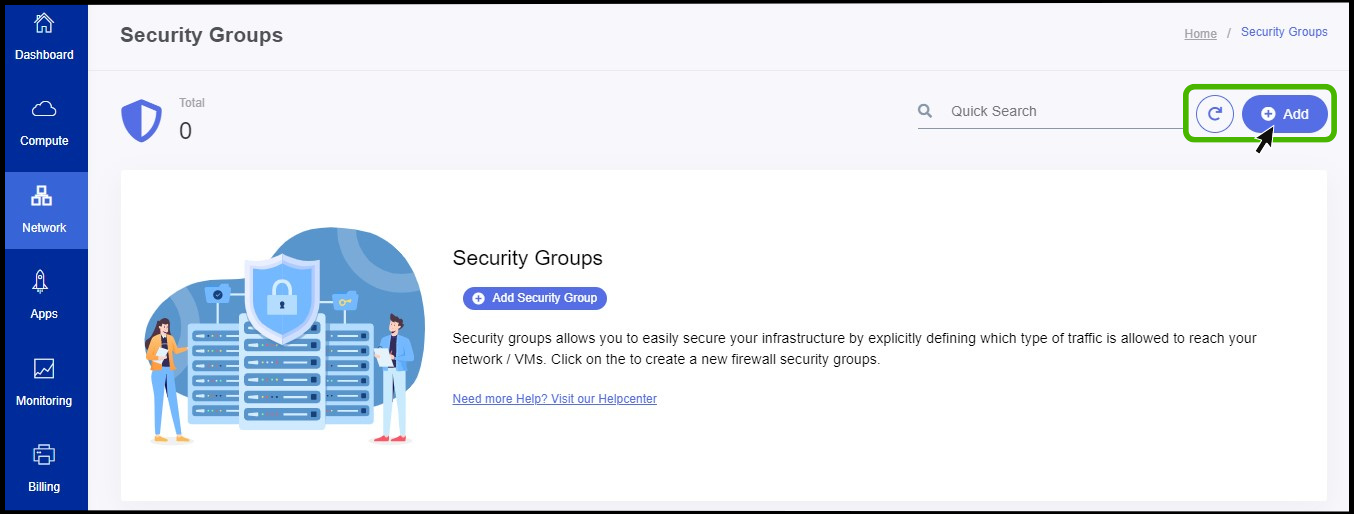 Security Groups
Home / Security Groups
Dashboard
Compute
Network
Apps
Monitoring
Billing
Total
0
Quick Search
Add
Security Groups
Add Security Group
Security groups allows you to easily secure your infrastructure by explicitly defining which type of traffic is allowed to reach your
network / VMs. Click on the to create a new firewall security groups.
Need more Help? Visit our Helpcenter